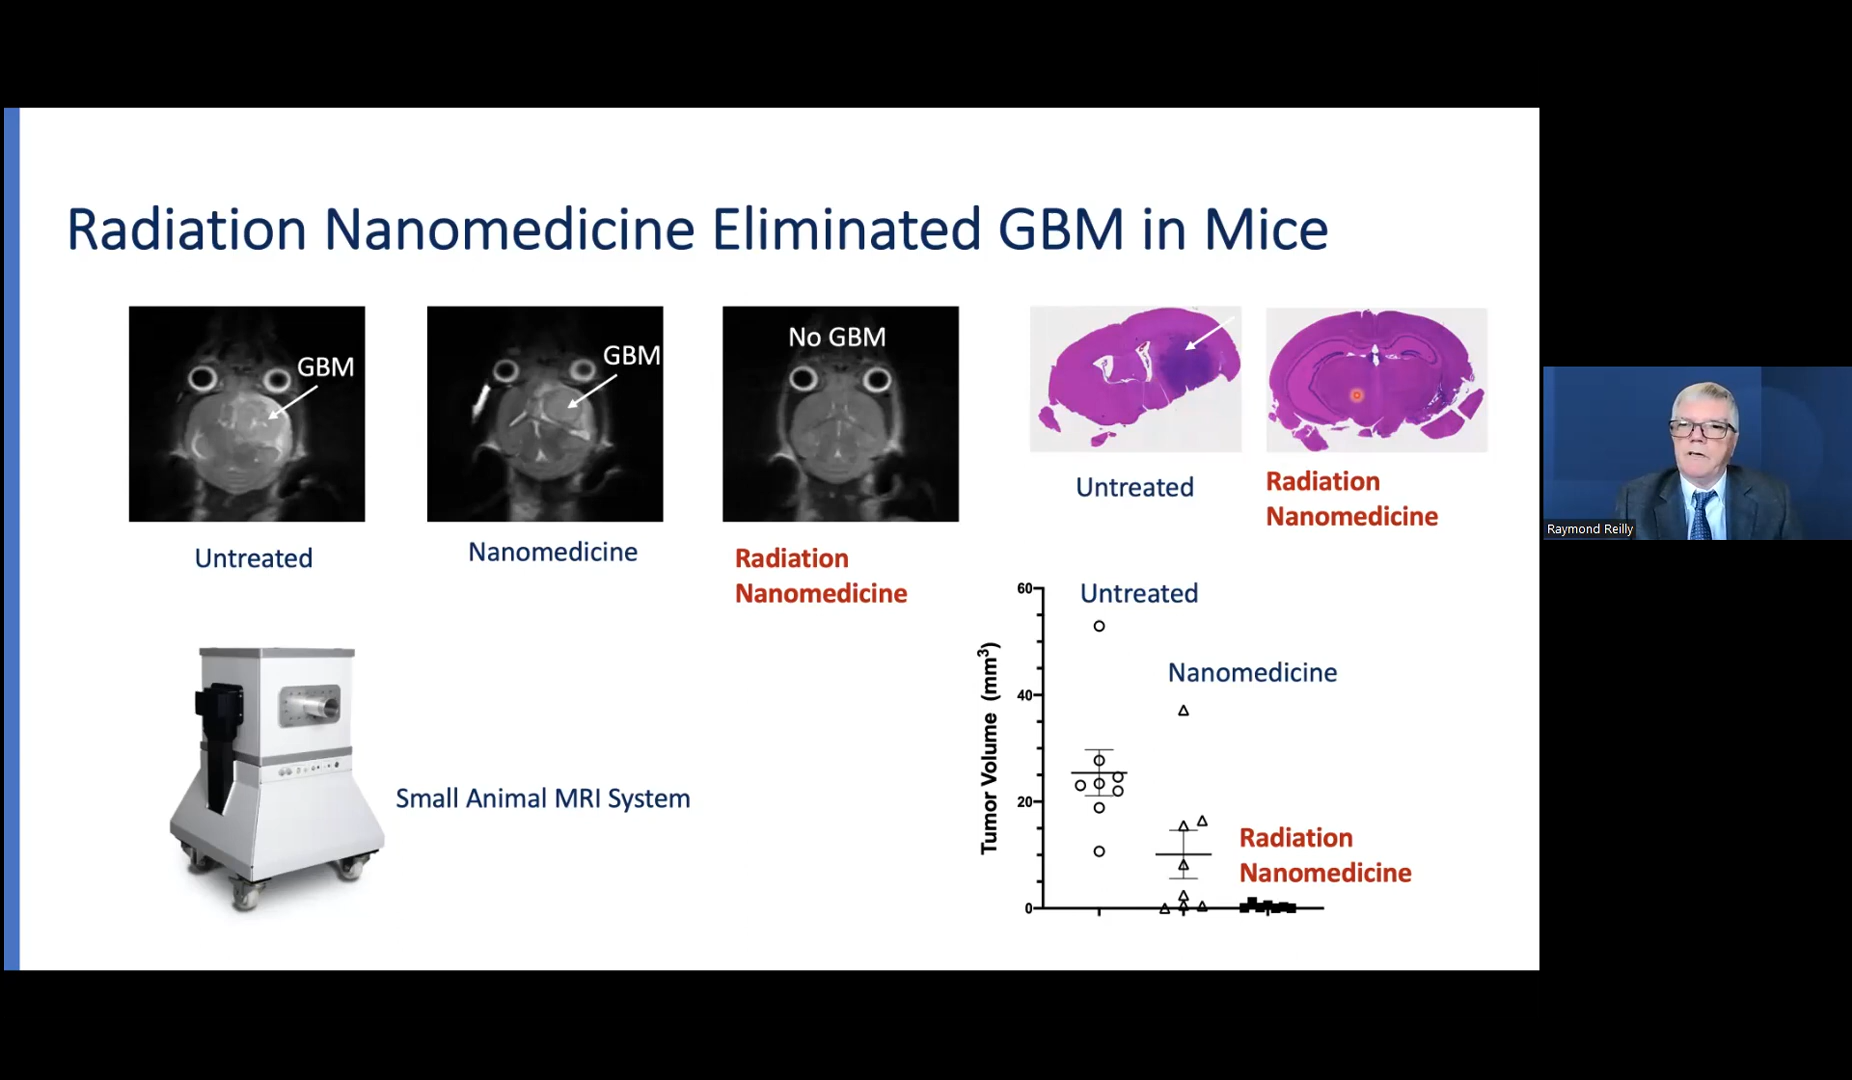 Radiation Nanomedicine Eliminated GBM in Mice
GBM
GBM
No GBM
Untreated
Nanomedicine
Radiation
Nanomedicine
Untreated
Radiation
Nanomedicine
Small Animal MRI System
Tumor Volume (mm³)
60
40
20
0
Untreated
Nanomedicine
Radiation
Nanomedicine
Raymond Reilly